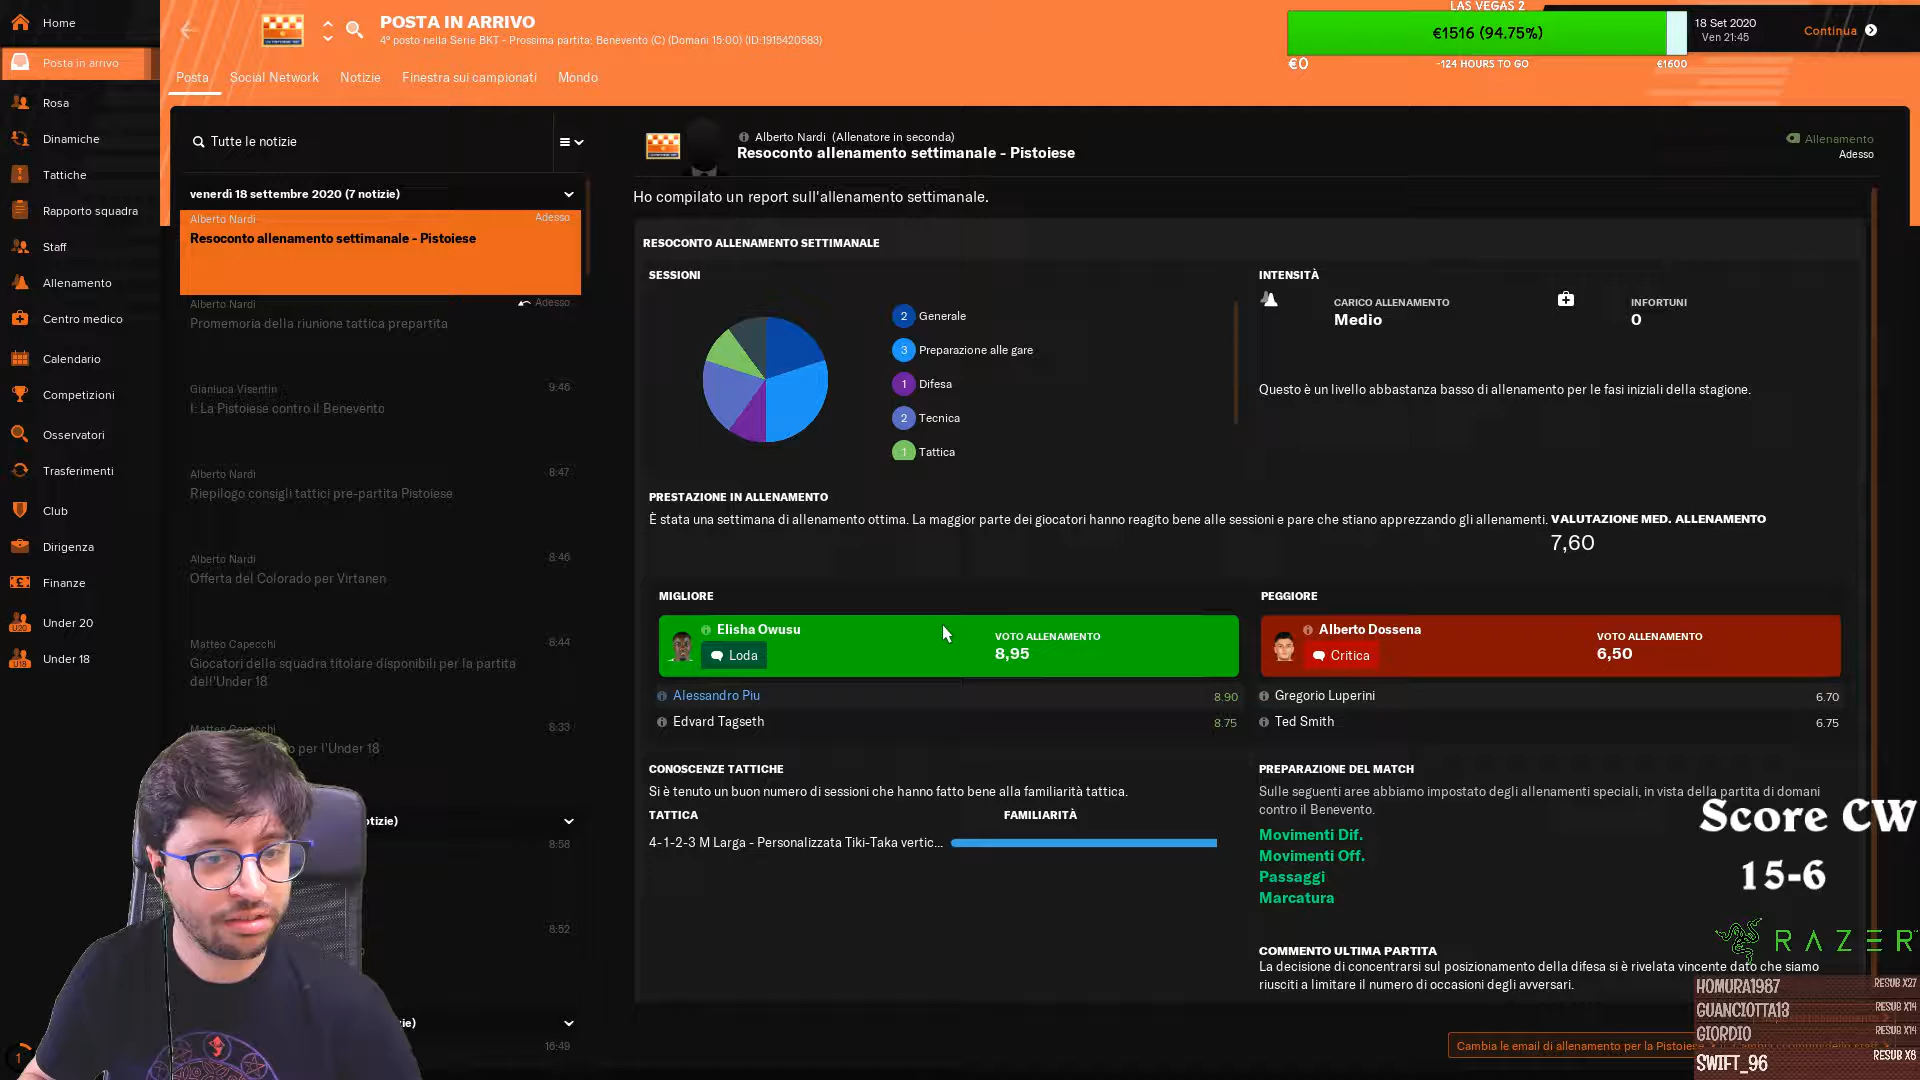 Home
Posta in arrivo
Rosa
Dinamiche
Tattiche
Rapporto squadra
Staff
Allenamento
Centro medico
Calendario
Competizioni
Osservatori
Trasferimenti
Club
Dirigenza
Finanze
Under 20
Under 18
POSTA IN ARRIVO
4° posto nella Serie BKT - Prossima partita: Benevento (C) (Domani 15:00) (ID:1915420583)
Posta Social Network Notizie Finestra sui campionati Mondo
LAS VEGAS 2
€1516 (94.75%)
€0 -124 HOURS TO GO €1600
18 Set 2020
Ven 21:45
Continua
Tutte le notizie
venerdì 18 settembre 2020 (7 notizie)
Alberto Nardi Adesso
Resoconto allenamento settimanale - Pistoiese
Alberto Nardi Adesso
Promemoria della riunione tattica prepartita
Gianluca Visentin 9:46
I: La Pistoiese contro il Benevento
Alberto Nardi 8:47
Riepilogo consigli tattici pre-partita Pistoiese
Alberto Nardi 8:46
Offerta del Colorado per Virtanen
Matteo Capecchi 8:44
Giocatori della squadra titolare disponibili per la partita
dell'Under 18
Matteo Capecchi 8:33
per l'Under 18
8:58
8:52
16:49
Alberto Nardi (Allenatore in seconda)
Resoconto allenamento settimanale - Pistoiese
Allenamento
Adesso
Ho compilato un report sull'allenamento settimanale.
RESOCONTO ALLENAMENTO SETTIMANALE
SESSIONI
2 Generale
3 Preparazione alle gare
1 Difesa
2 Tecnica
1 Tattica
INTENSITÀ
CARICO ALLENAMENTO
Medio
INFORTUNI
0
Questo è un livello abbastanza basso di allenamento per le fasi iniziali della stagione.
PRESTAZIONE IN ALLENAMENTO
È stata una settimana di allenamento ottima. La maggior parte dei giocatori hanno reagito bene alle sessioni e pare che stiano apprezzando gli allenamenti.
VALUTAZIONE MED. ALLENAMENTO
7,60
MIGLIORE
Elisha Owusu
Loda
VOTO ALLENAMENTO
8,95
Alessandro Piu 8.90
Edvard Tagseth 8.75
PEGGIORE
Alberto Dossena
Critica
VOTO ALLENAMENTO
6,50
Gregorio Luperini 6.70
Ted Smith 6.75
CONOSCENZE TATTICHE
Si è tenuto un buon numero di sessioni che hanno fatto bene alla familiarità tattica.
TATTICA FAMILIARITÀ
4-1-2-3 M Larga - Personalizzata Tiki-Taka vertic...
PREPARAZIONE DEL MATCH
Sulle seguenti aree abbiamo impostato degli allenamenti speciali, in vista della partita di domani
contro il Benevento.
Movimenti Dif.
Movimenti Off.
Passaggi
Marcatura
COMMENTO ULTIMA PARTITA
La decisione di concentrarsi sul posizionamento della difesa si è rivelata vincente dato che siamo
riusciti a limitare il numero di occasioni degli avversari.
Cambia le email di allenamento per la Pistoiese
Score CW
15-6
RAZER
HOMURA1987 RESUB X27
GUANCIOTTA13 RESUB X14
GIORDIO RESUB X14
SWIFT_96 RESUB X6
1